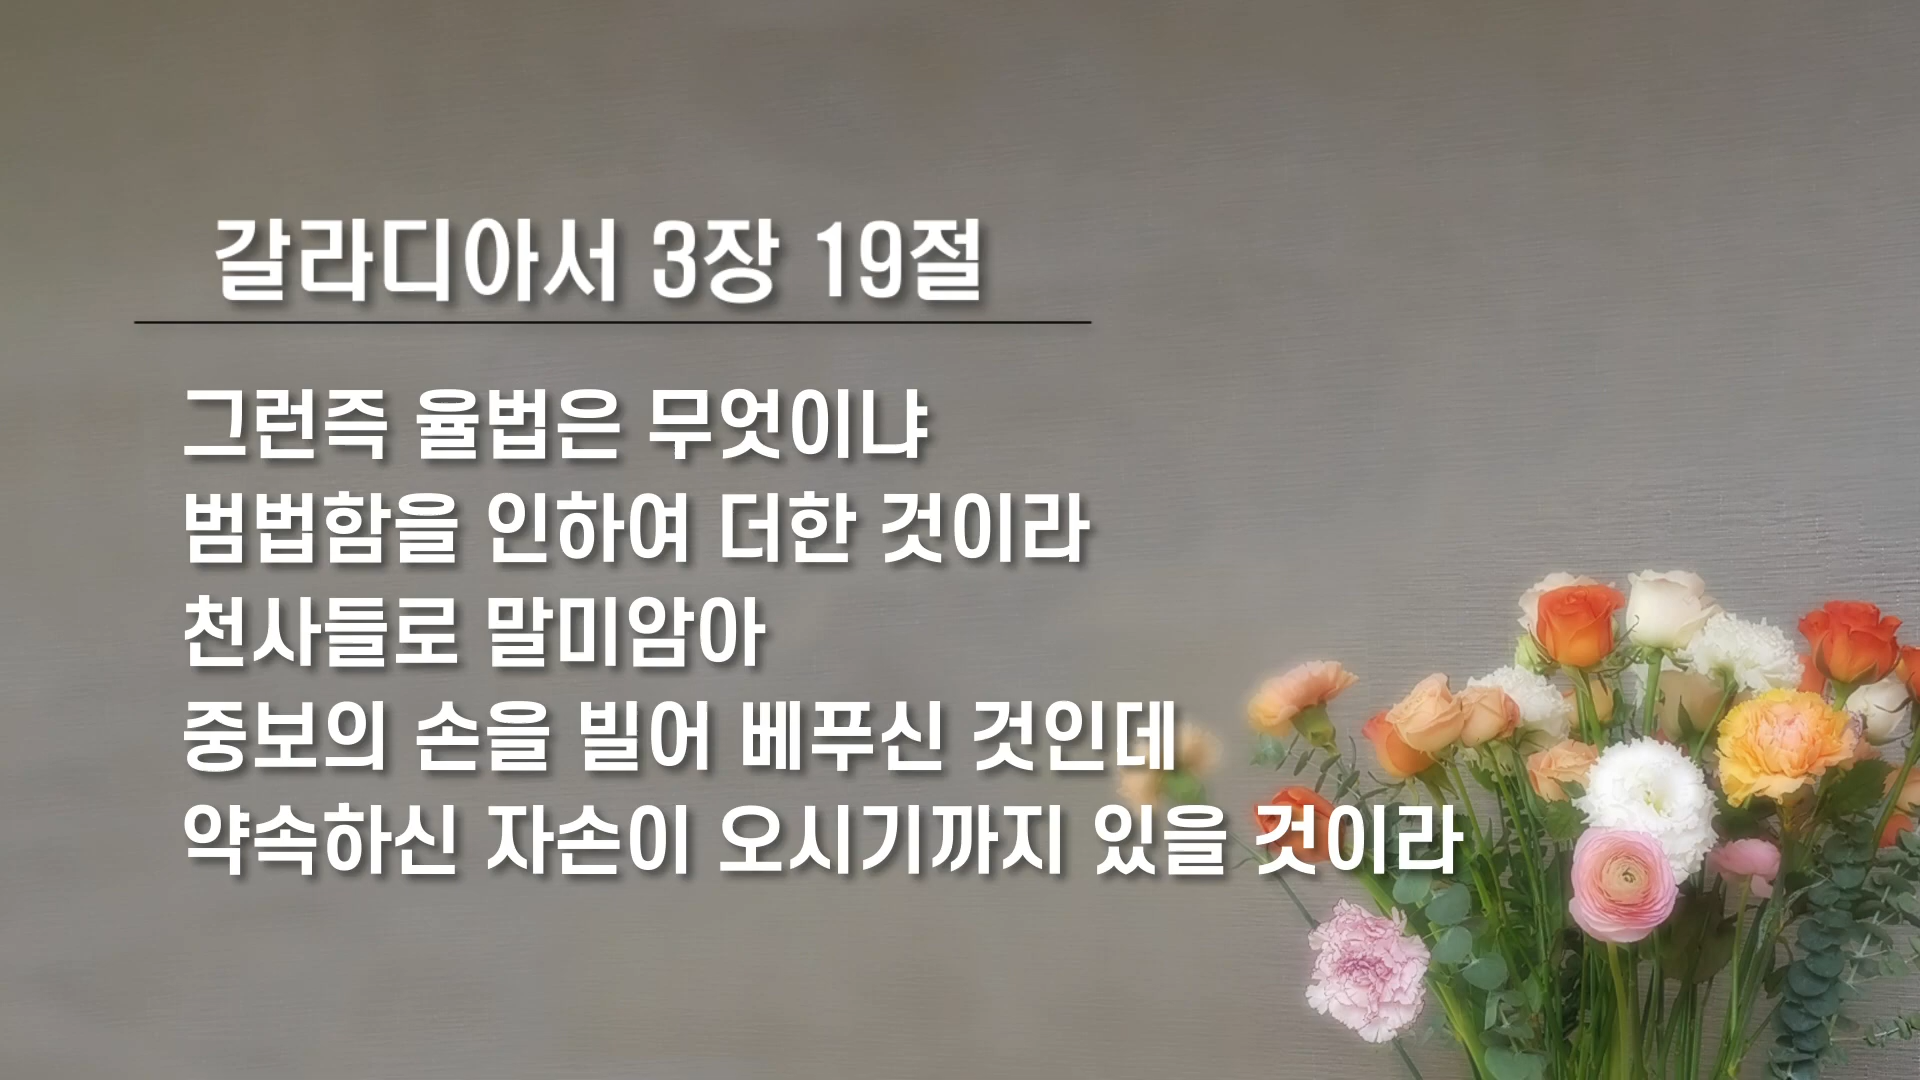 갈라디아서 3장 19절
그런즉 율법은 무엇이냐
범법함을 인하여 더한 것이라
천사들로 말미암아
중보의 손을 빌어 베푸신 것인데
약속하신 자손이 오시기까지 있을 것이라